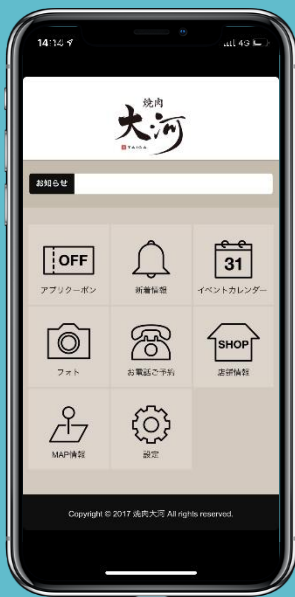 14:14
4G
焼肉
大河
お知らせ
OFF
31
アプリクーポン
新着情報
イベントカレンダー
SHOP
フォト
お電話ご予約
店舗情報
MAP情報
設定
Copyright © 2017 焼肉大河 All rights reserved.